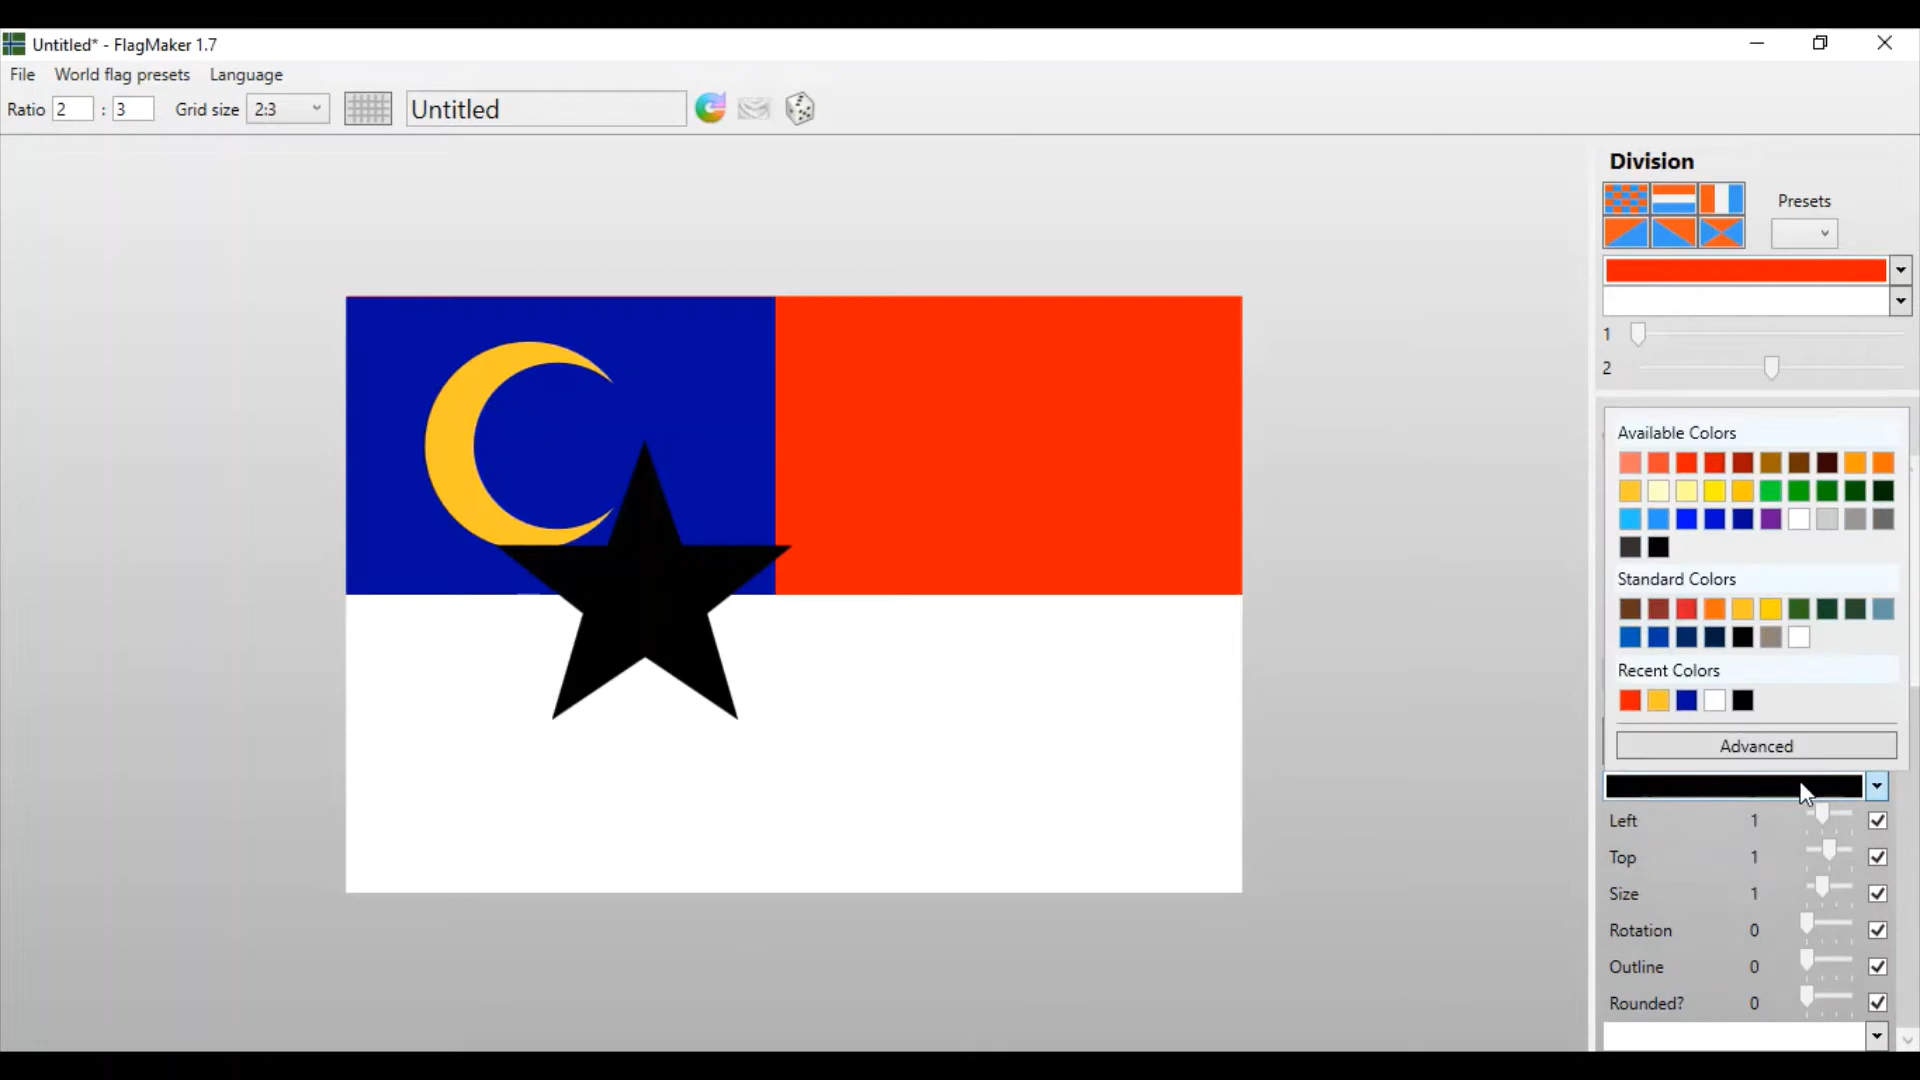 Untitled* - FlagMaker 1.7
File World flag presets Language
Ratio 2 : 3 Grid size 2:3 Untitled
Division
Presets
1
2
Available Colors
Standard Colors
Recent Colors
Advanced
Left 1
Top 1
Size 1
Rotation 0
Outline 0
Rounded? 0